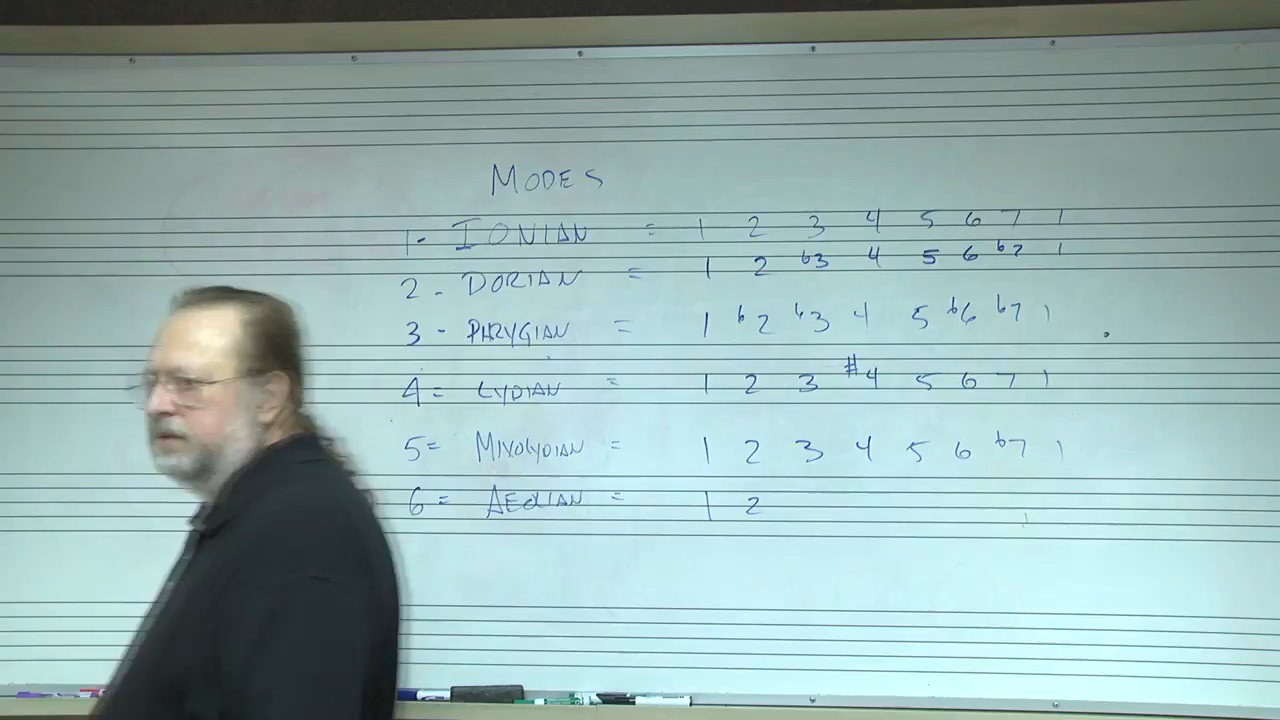 MODES
1- IONIAN = 1 2 3 4 5 6 7 1
2- DORIAN = 1 2 b3 4 5 6 b7 1
3- PHRYGIAN = 1 b2 b3 4 5 b6 b7 1
4= LYDIAN = 1 2 3 #4 5 6 7 1
5= MIXOLYDIAN = 1 2 3 4 5 6 b7 1
6= AEOLIAN = 1 2